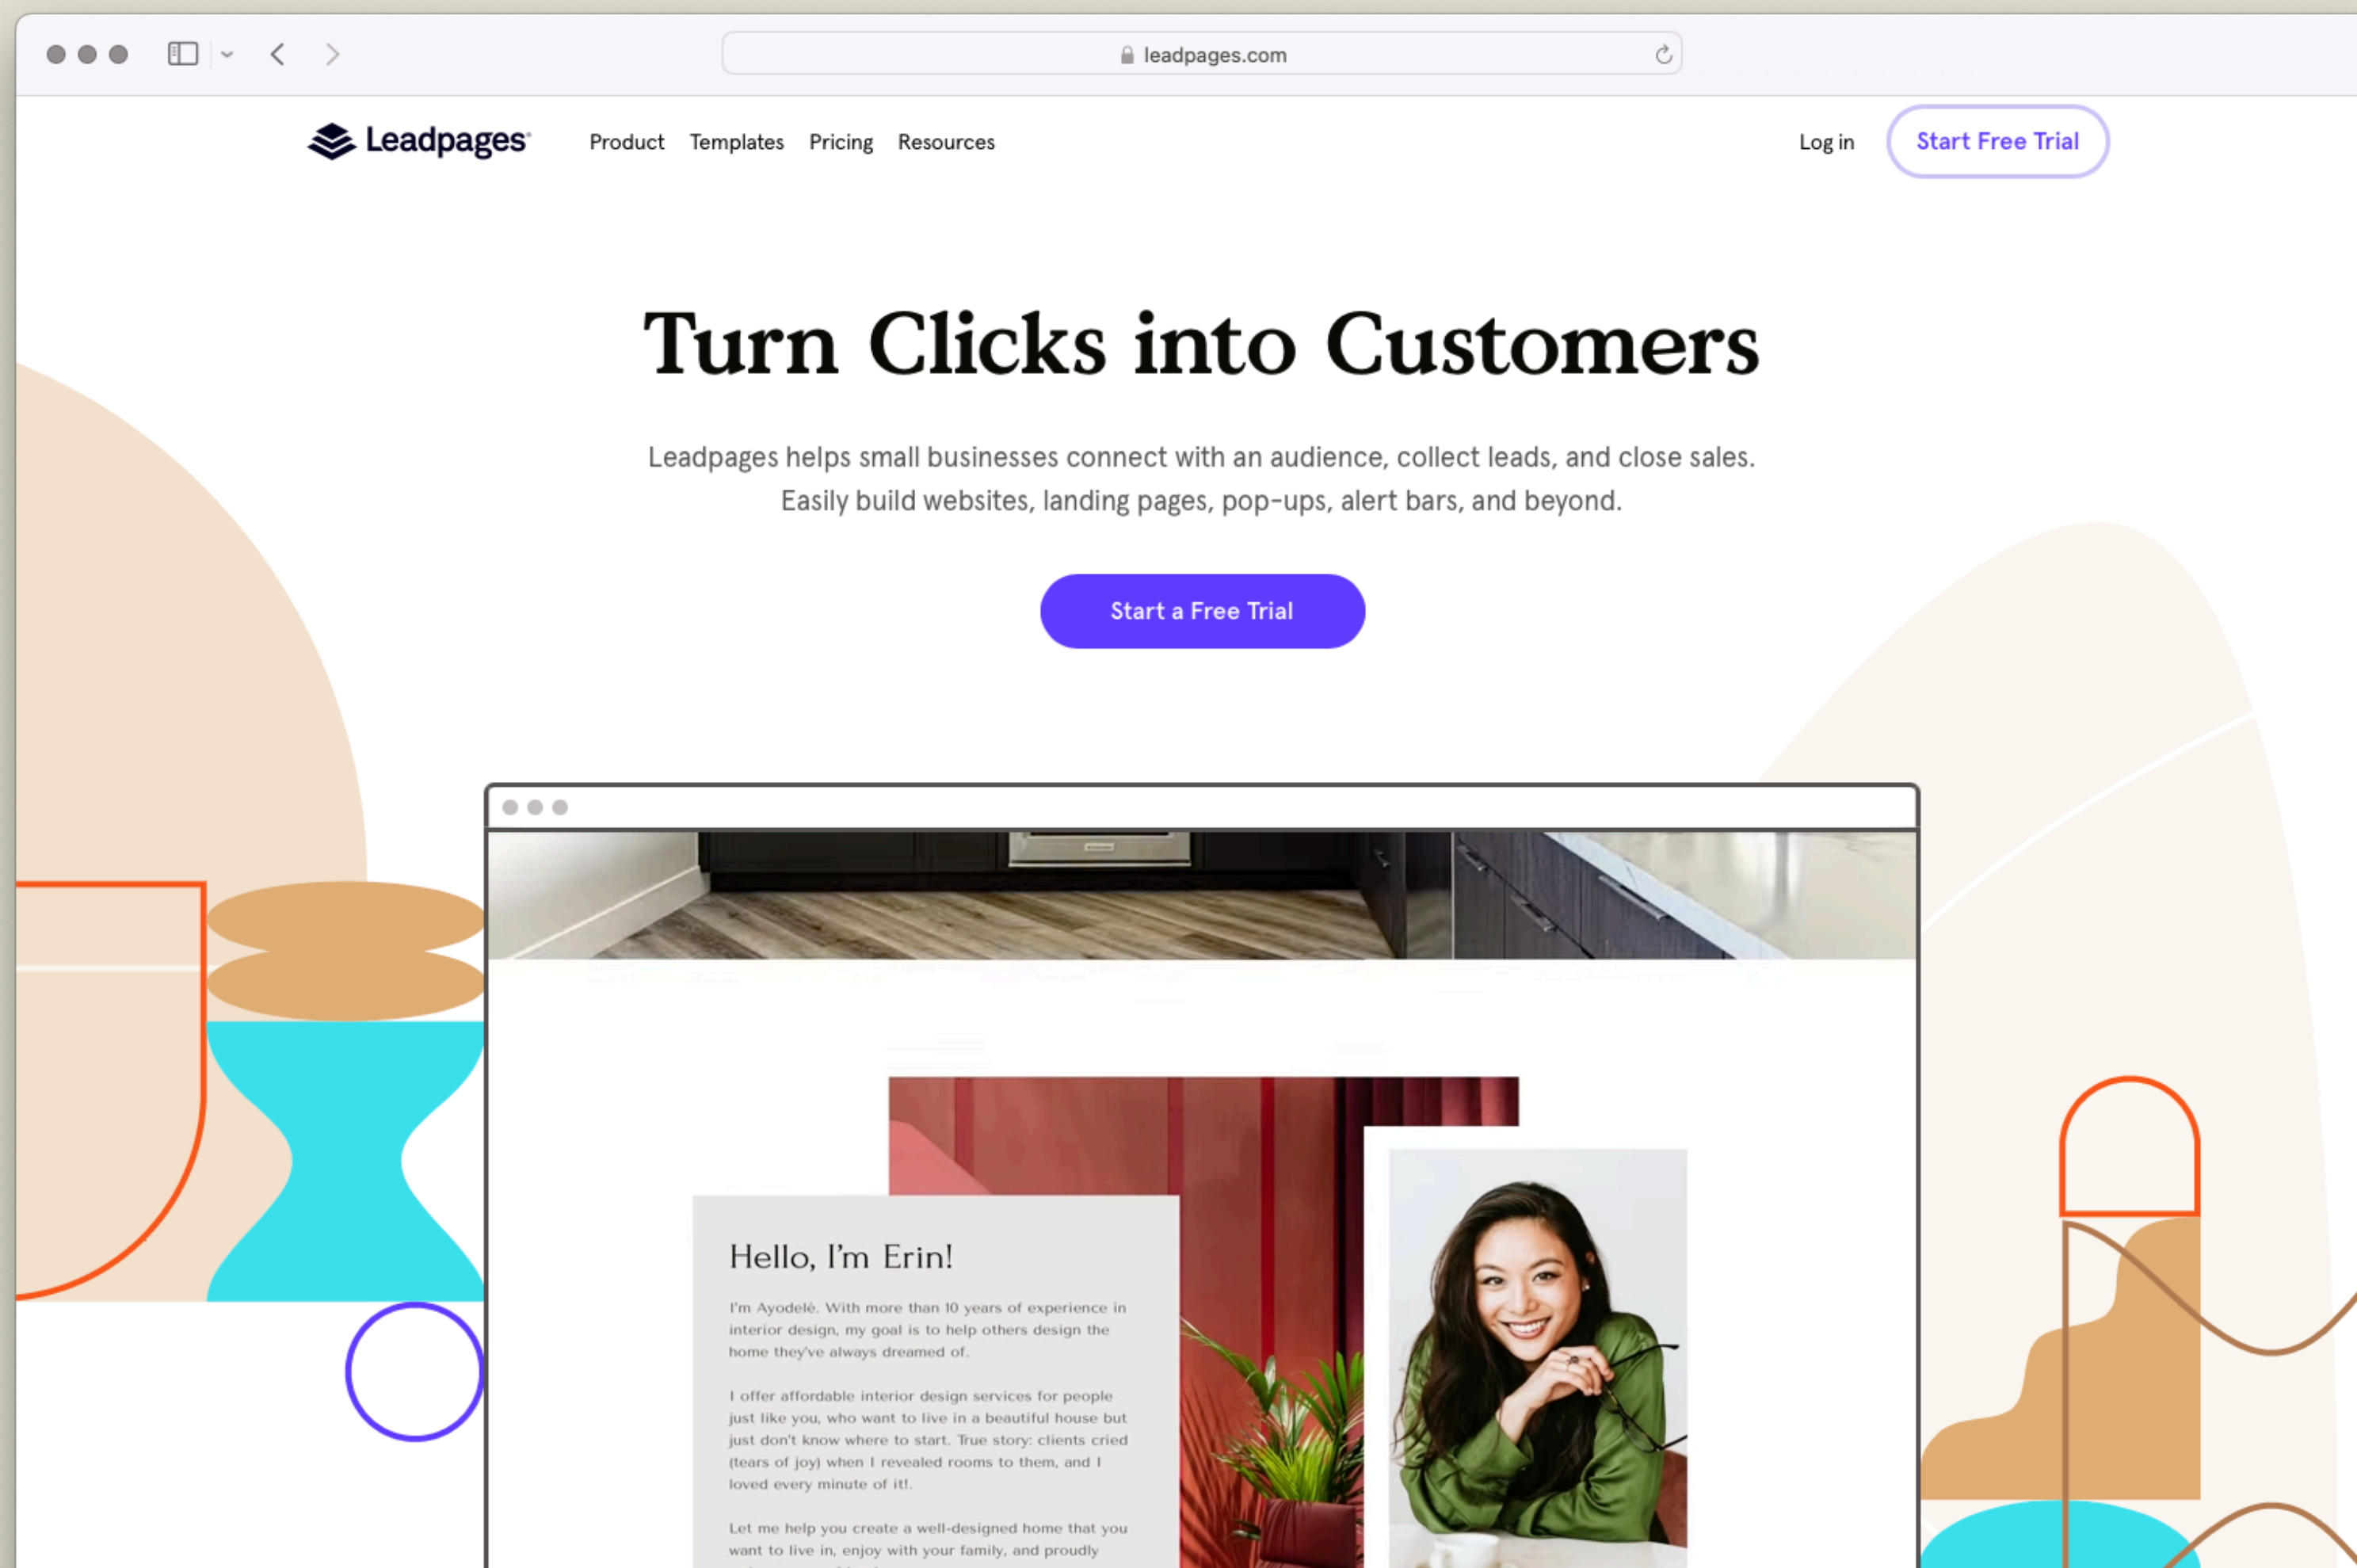 leadpages.com
Leadpages®
Product Templates Pricing Resources
Log in
Start Free Trial
Turn Clicks into Customers
Leadpages helps small businesses connect with an audience, collect leads, and close sales.
Easily build websites, landing pages, pop-ups, alert bars, and beyond.
Start a Free Trial
Hello, I'm Erin!
I'm Ayodelé. With more than 10 years of experience in
interior design, my goal is to help others design the
home they've always dreamed of.
I offer affordable interior design services for people
just like you, who want to live in a beautiful house but
just don't know where to start. True story: clients cried
(tears of joy) when I revealed rooms to them, and I
loved every minute of it!.
Let me help you create a well-designed home that you
want to live in, enjoy with your family, and proudly